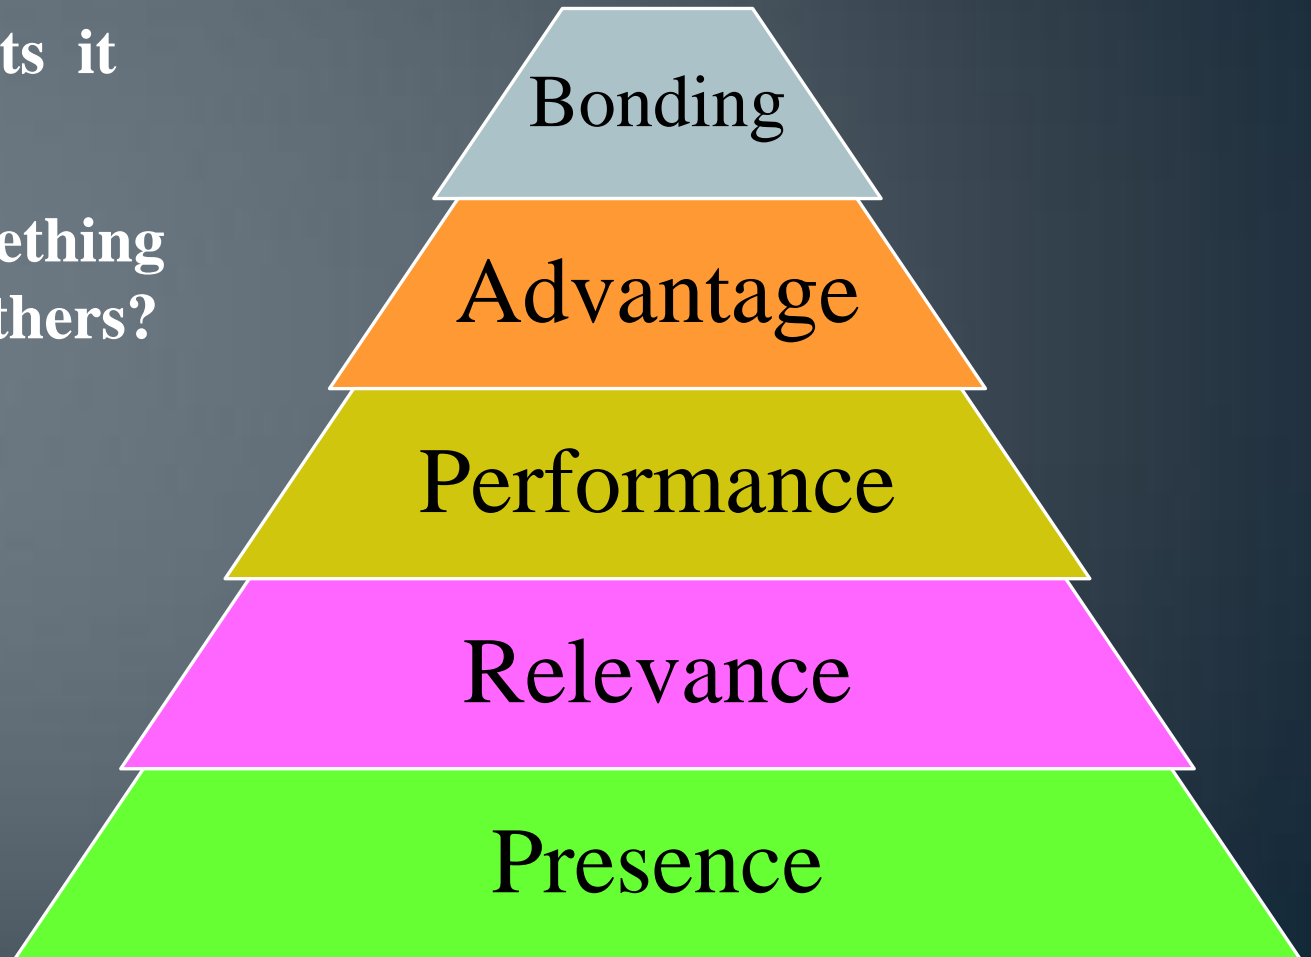 ts it
Bonding
ething
thers?
Advantage
Performance
Relevance
Presence